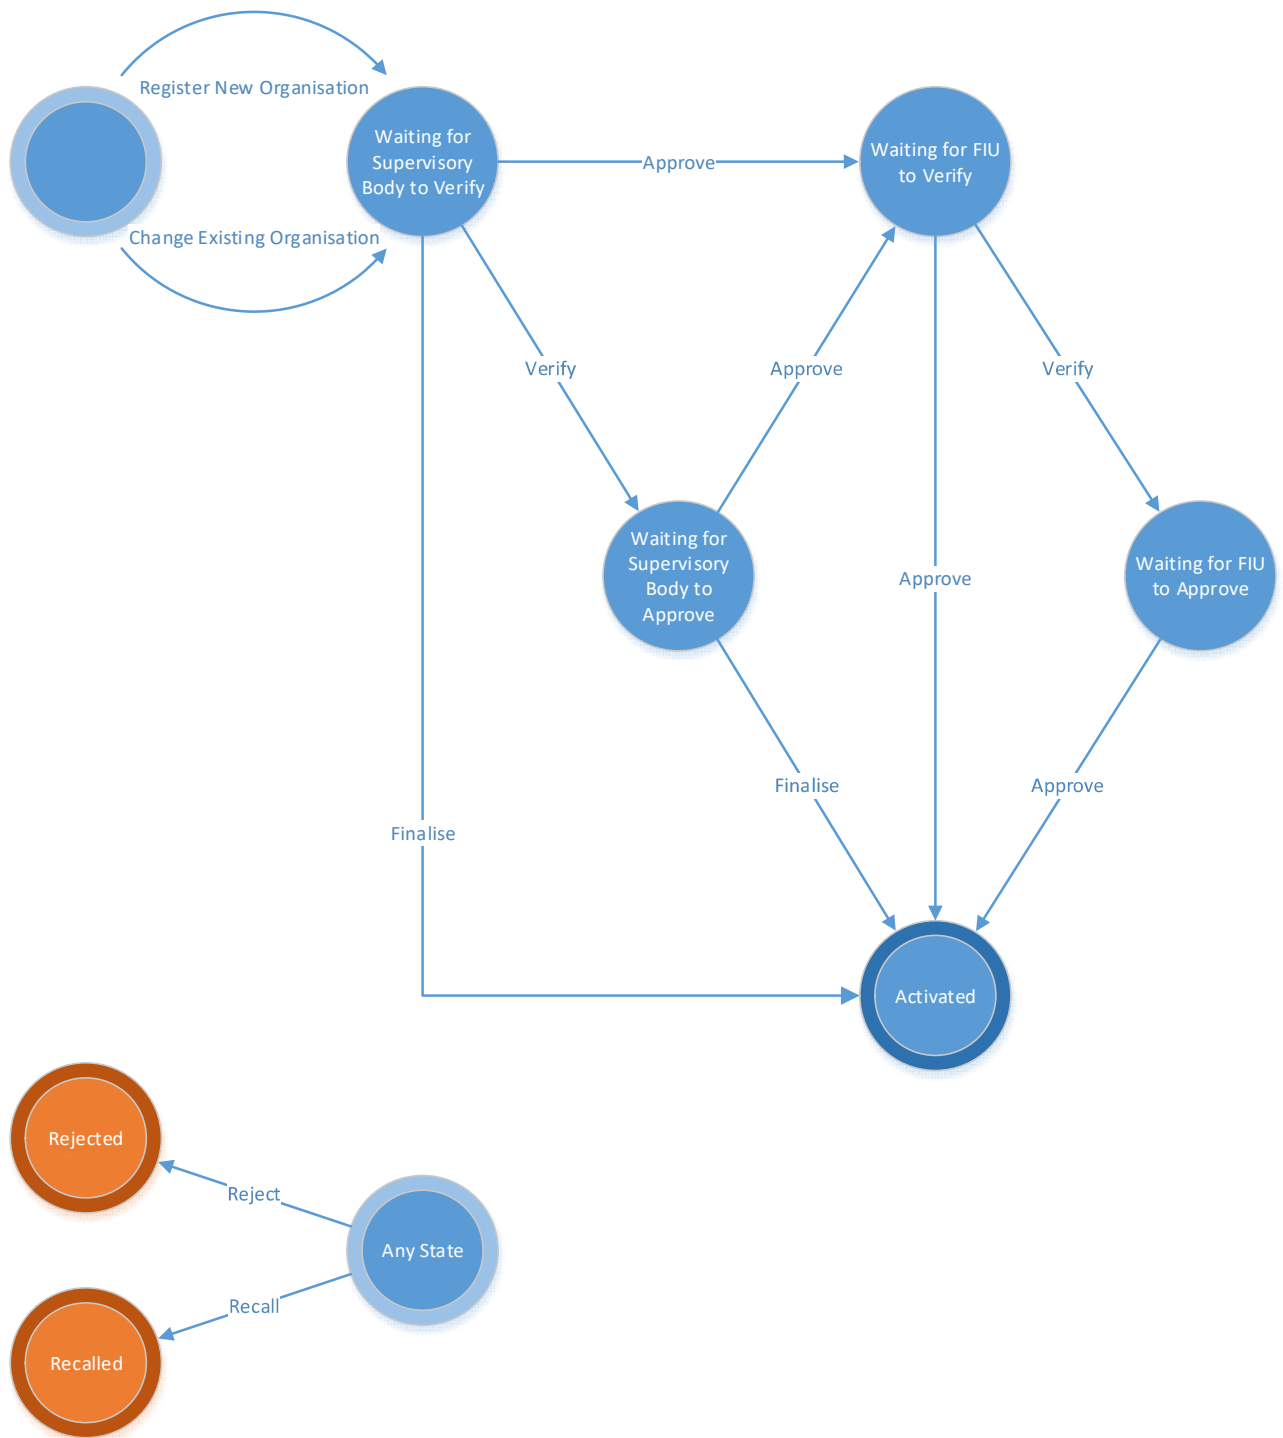 Register New Organisation
Waiting for
Supervisory
Body to Verify
Approve
Waiting for FIU
to Verify
Change Existing Organisation
Verify
Approve
Verify
Waiting for
Supervisory
Body to
Approve
Approve
Waiting for FIU
to Approve
Finalise
Approve
Finalise
Activated
Rejected
Reject
Any State
Recall
Recalled